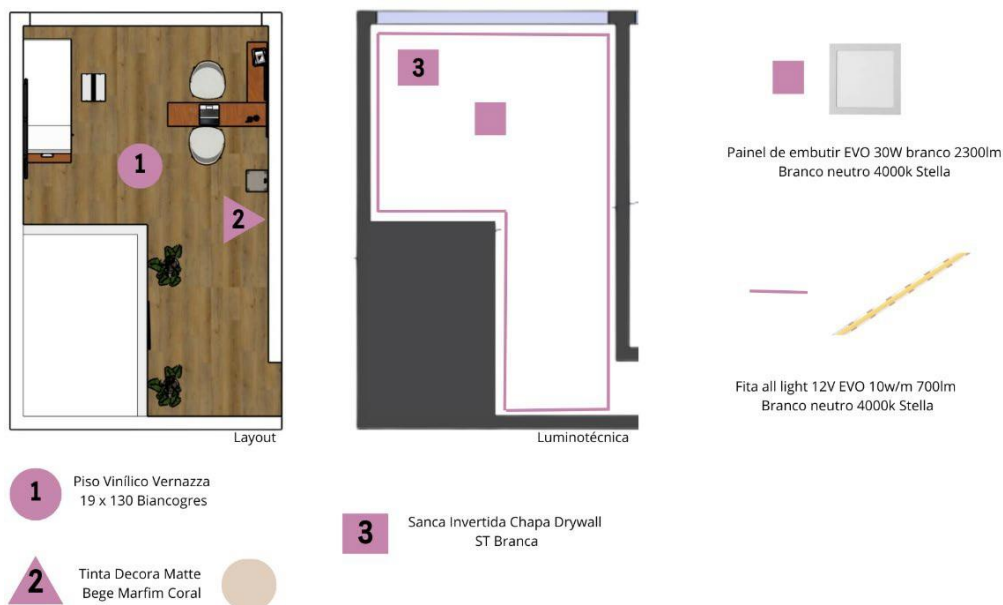 1
2
Layout
3
Luminotécnica
Painel de embutir EVO 30W branco 2300lm
Branco neutro 4000k Stella
Fita all light 12V EVO 10w/m 700lm
Branco neutro 4000k Stella
1
Piso Vinílico Vernazza
19 x 130 Biancogres
2
Tinta Decora Matte
Bege Marfim Coral
3
Sanca Invertida Chapa Drywall
ST Branca